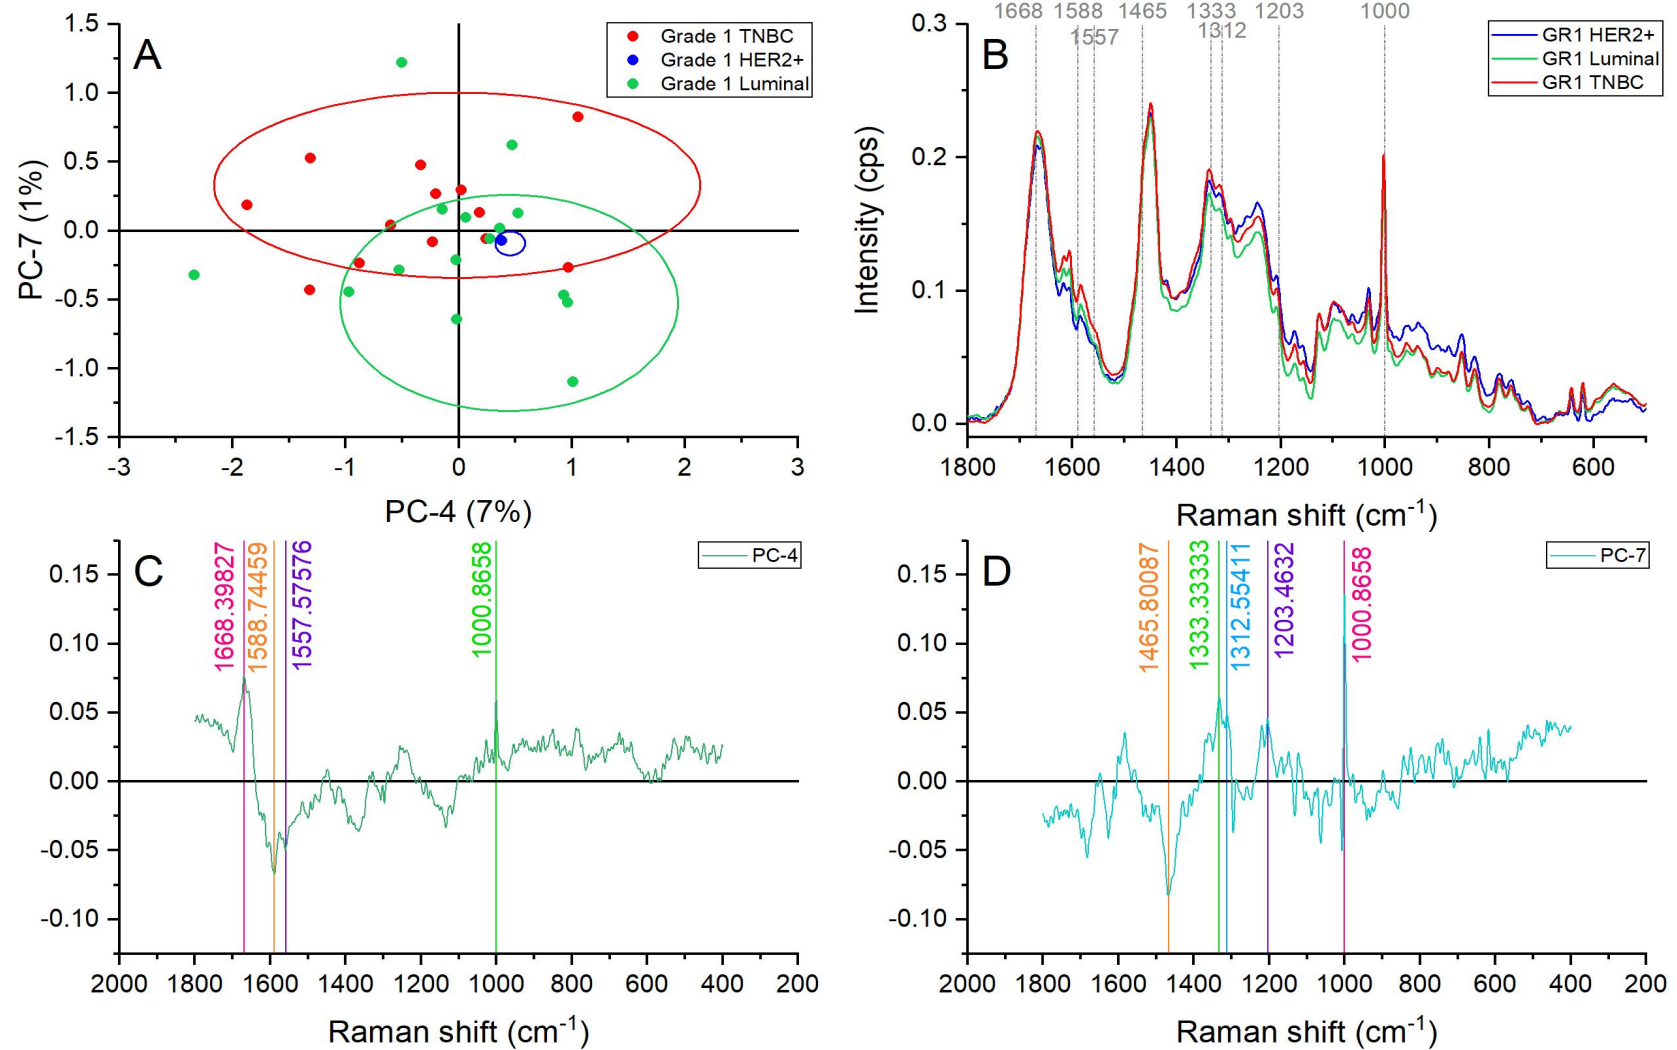 A
Grade 1 TNBC
Grade 1 HER2+
Grade 1 Luminal
1.5
1.0
0.5
0.0
-0.5
-1.0
-1.5
PC-7 (1%)
-3 -2 -1 0 1 2 3
PC-4 (7%)
1668 1588 1465 1333 1203 1000
1557 1312
B
GR1 HER2+
GR1 Luminal
GR1 TNBC
0.3
0.2
0.1
0.0
Intensity (cps)
1800 1600 1400 1200 1000 800 600
Raman shift (cm-1)
C
PC-4
1668.39827
1588.74459
1557.57576
1000.8658
0.15
0.10
0.05
0.00
-0.05
-0.10
2000 1800 1600 1400 1200 1000 800 600 400 200
Raman shift (cm-1)
D
PC-7
1465.80087
1333.33333
1312.55411
1203.4632
1000.8658
0.15
0.10
0.05
0.00
-0.05
-0.10
2000 1800 1600 1400 1200 1000 800 600 400 200
Raman shift (cm-1)